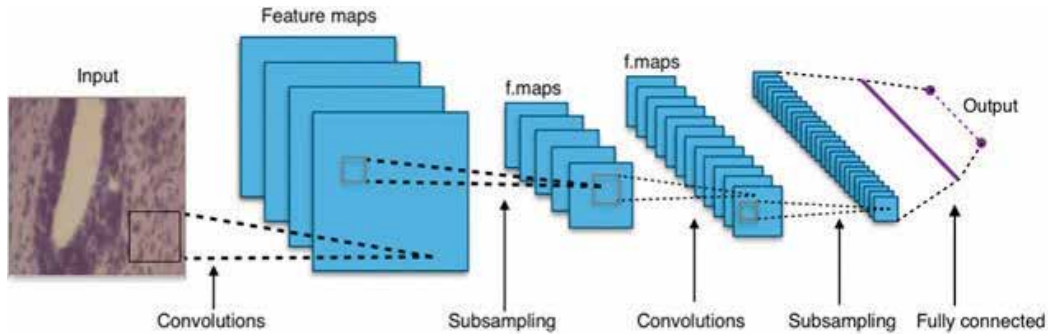 Feature maps
Input
f.maps
f.maps
Output
Convolutions
Subsampling
Convolutions
Subsampling
Fully connected